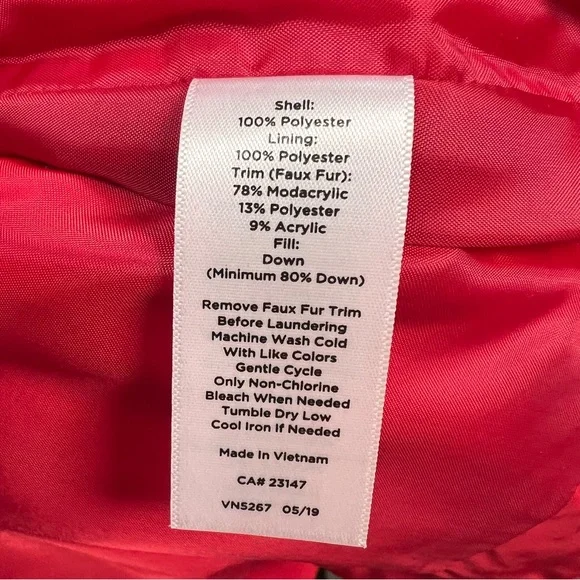 Shell:
100% Polyester
Lining:
100% Polyester
Trim (Faux Fur):
78% Modacrylic
13% Polyester
9% Acrylic
Fill:
Down
(Minimum 80% Down)
Remove Faux Fur Trim
Before Laundering
Machine Wash Cold
With Like Colors
Gentle Cycle
Only Non-Chlorine
Bleach When Needed
Tumble Dry Low
Cool Iron If Needed
Made In Vietnam
CA# 23147
VN5267 05/19